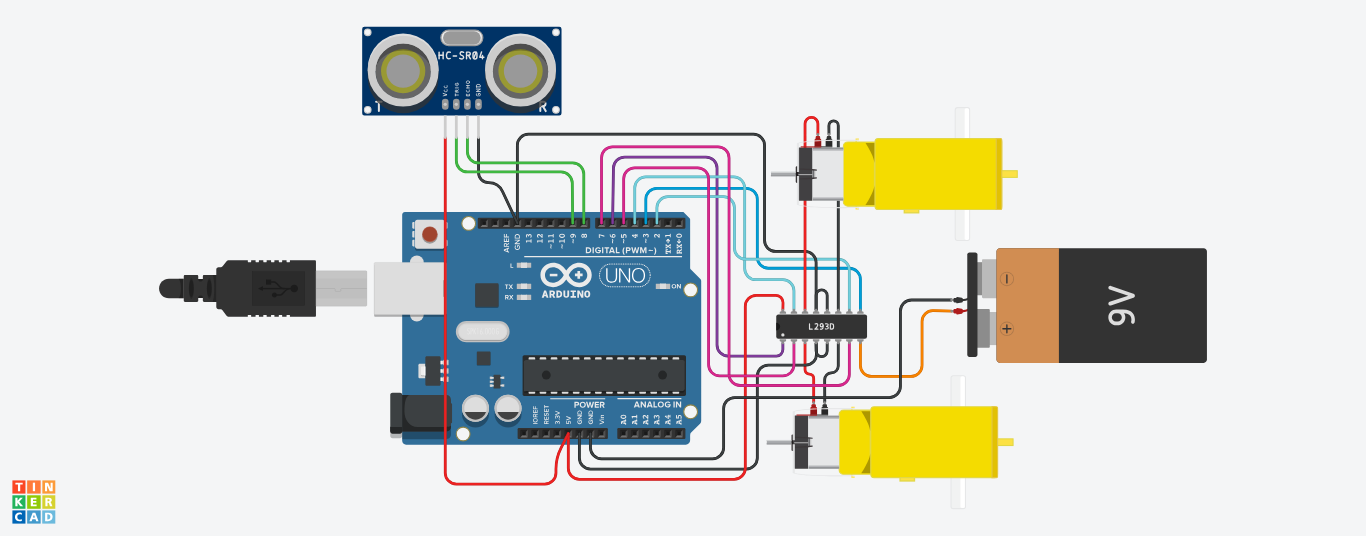 HC-SR04
VCC
TRIG
ECHO
GND
T
R
AREF
GND
13
12
~11
~10
~9
8
7
~6
~5
4
~3
2
TX→1
RX←0
DIGITAL (PWM~)
L
TX
RX
ON
UNO
ARDUINO
L293D
9V
POWER
ANALOG IN
IOREF
RESET
3.3V
5V
GND
GND
Vin
A0
A1
A2
A3
A4
A5
TIN
KER
CAD